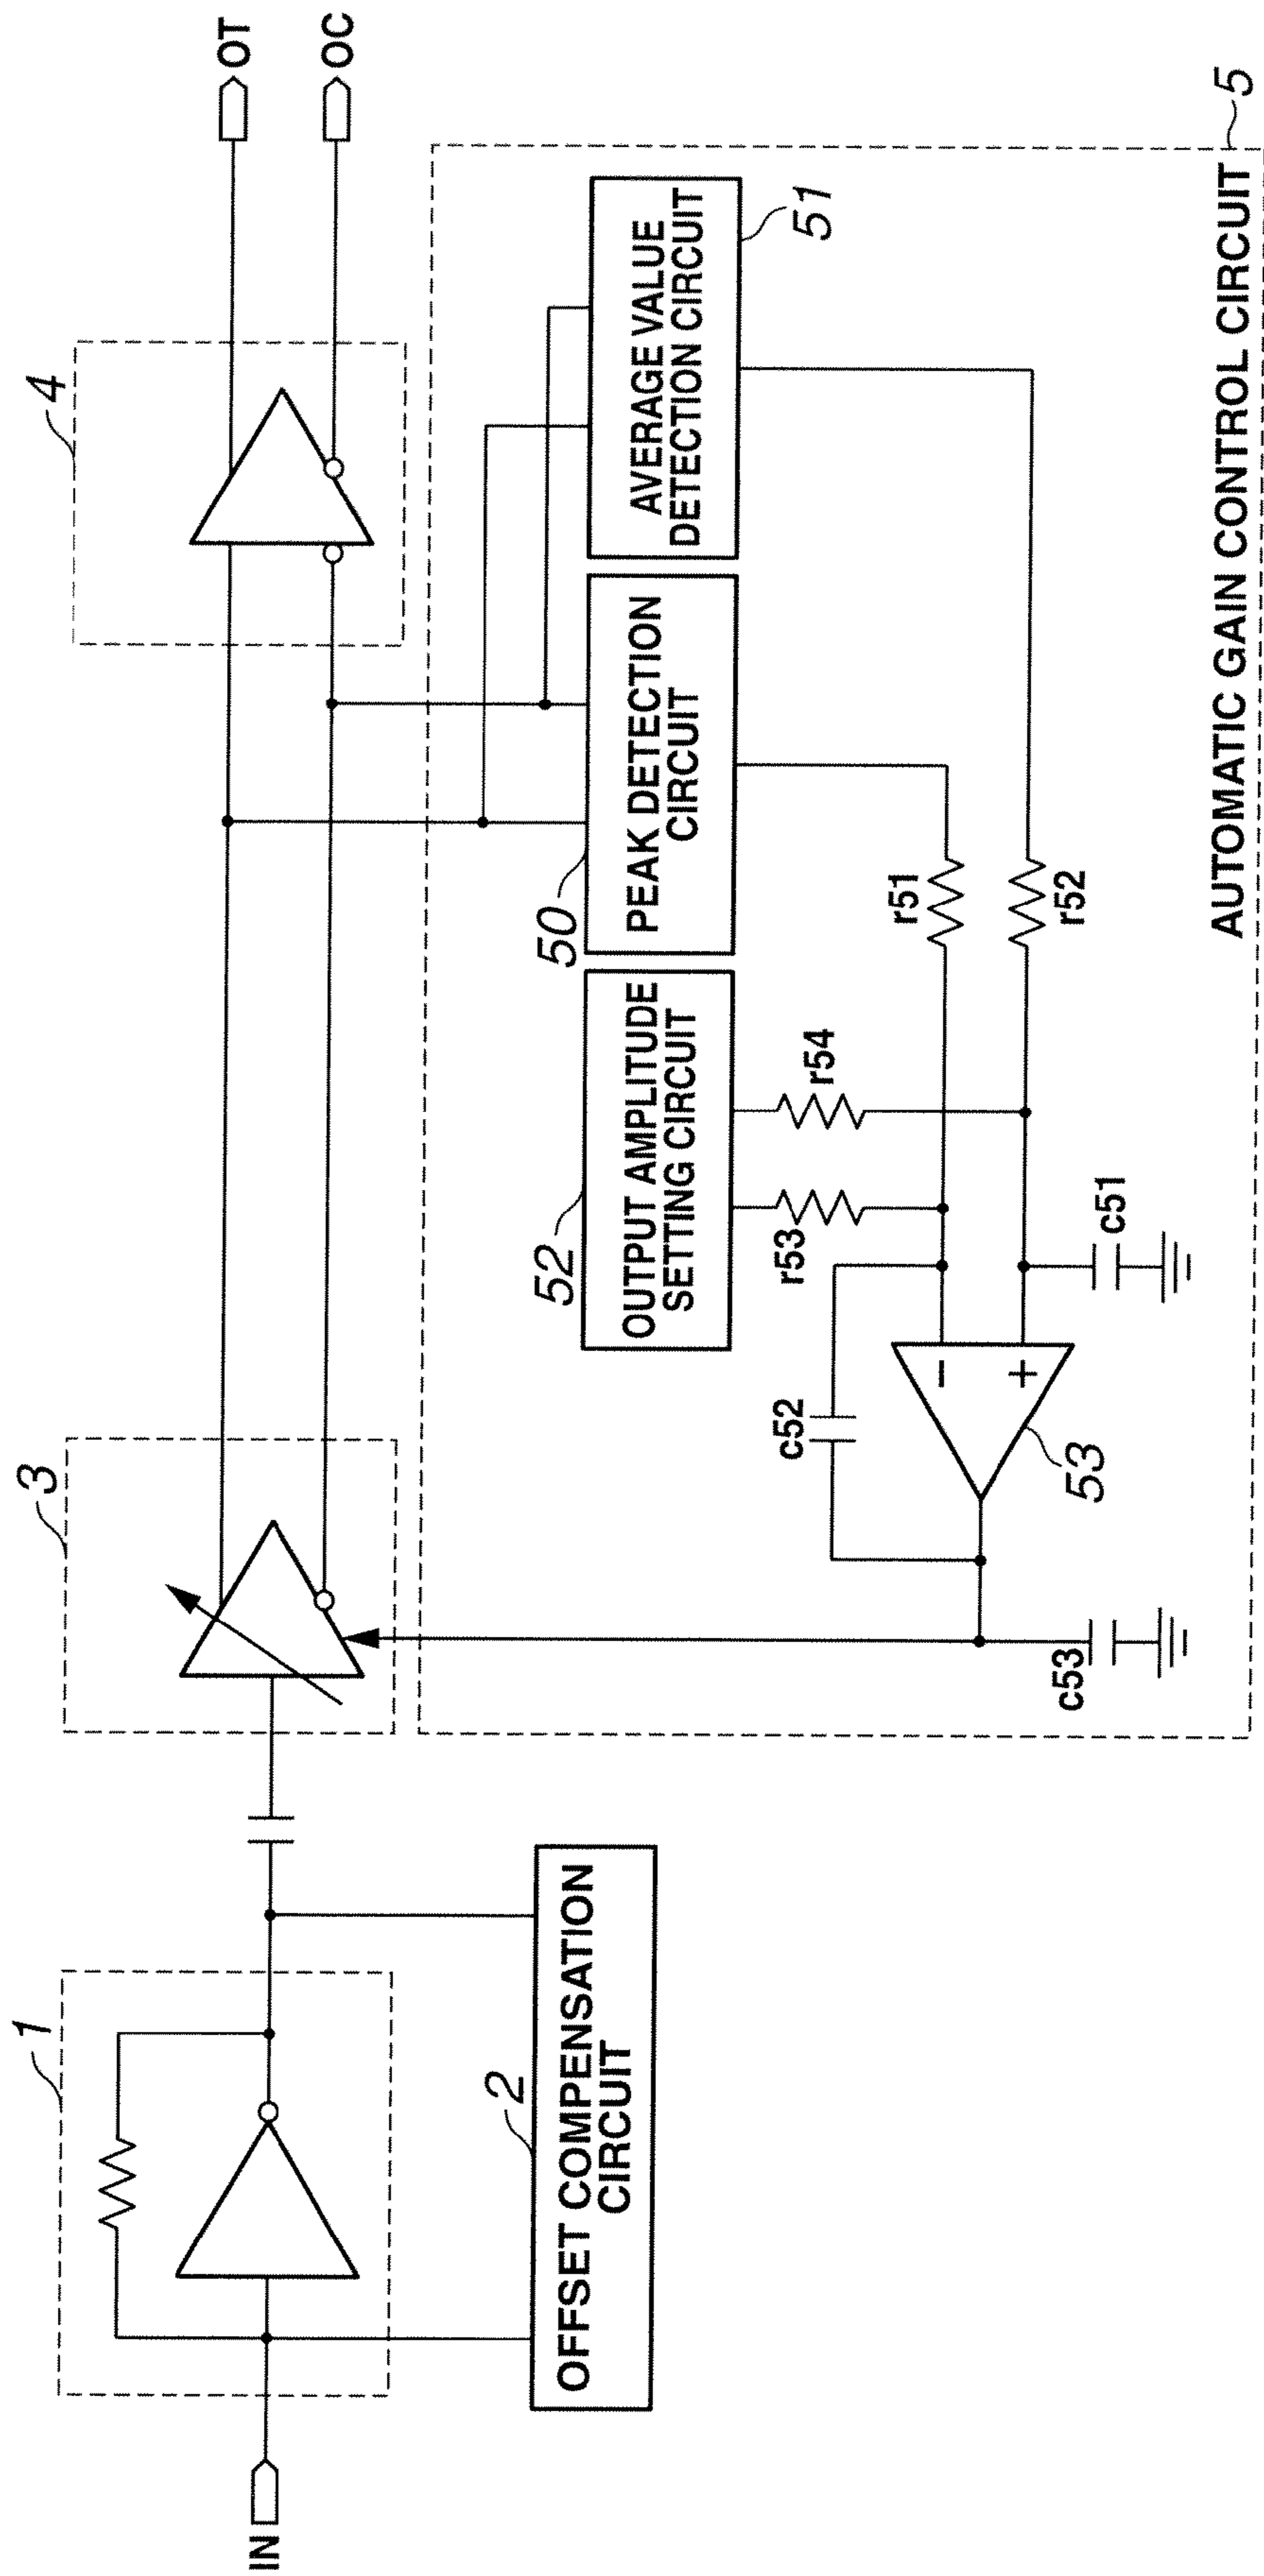 1
3
4
OT
OC
IN
2
OFFSET COMPENSATION
CIRCUIT
52
OUTPUT AMPLITUDE
SETTING CIRCUIT
50
PEAK DETECTION
CIRCUIT
AVERAGE VALUE
DETECTION CIRCUIT
51
r53
r54
r51
r52
c52
−
+
53
c51
c53
AUTOMATIC GAIN CONTROL CIRCUIT
5